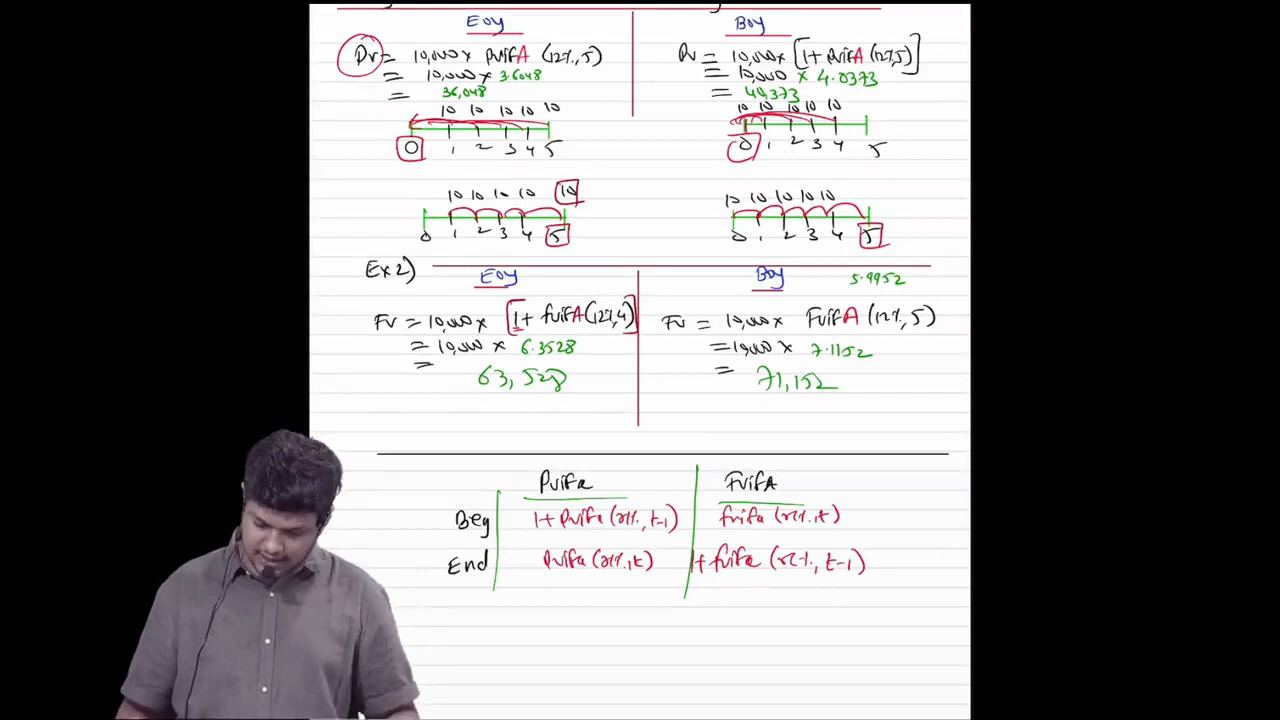 Eoy
Boy
Pv = 10,000 x PvifA (12%,5)
= 10,000 x 3.6048
= 36,048
10 10 10 10 10
0 1 2 3 4 5
Pv = 10,000x [1+ PvifA (12%,5)]
= 10,000 x 4.0373
= 40,373
10 10 10 10 10
0 1 2 3 4 5
10 10 10 10 10
0 1 2 3 4 5
10 10 10 10 10
0 1 2 3 4 5
Ex 2)
Eoy
Boy
5.9952
Fv = 10,000 x [1+ fvifA(12%,4)]
= 10,000 x 6.3528
= 63,528
Fv = 10,000x FvifA (12%,5)
= 10,000 x 7.1152
= 71,152
Pvifa
FvifA
Beg
1+ Pvifa (r%,t-1)
fvifa (r%,t)
End
Pvifa (r%,t)
1+ fvifa (r%, t-1)